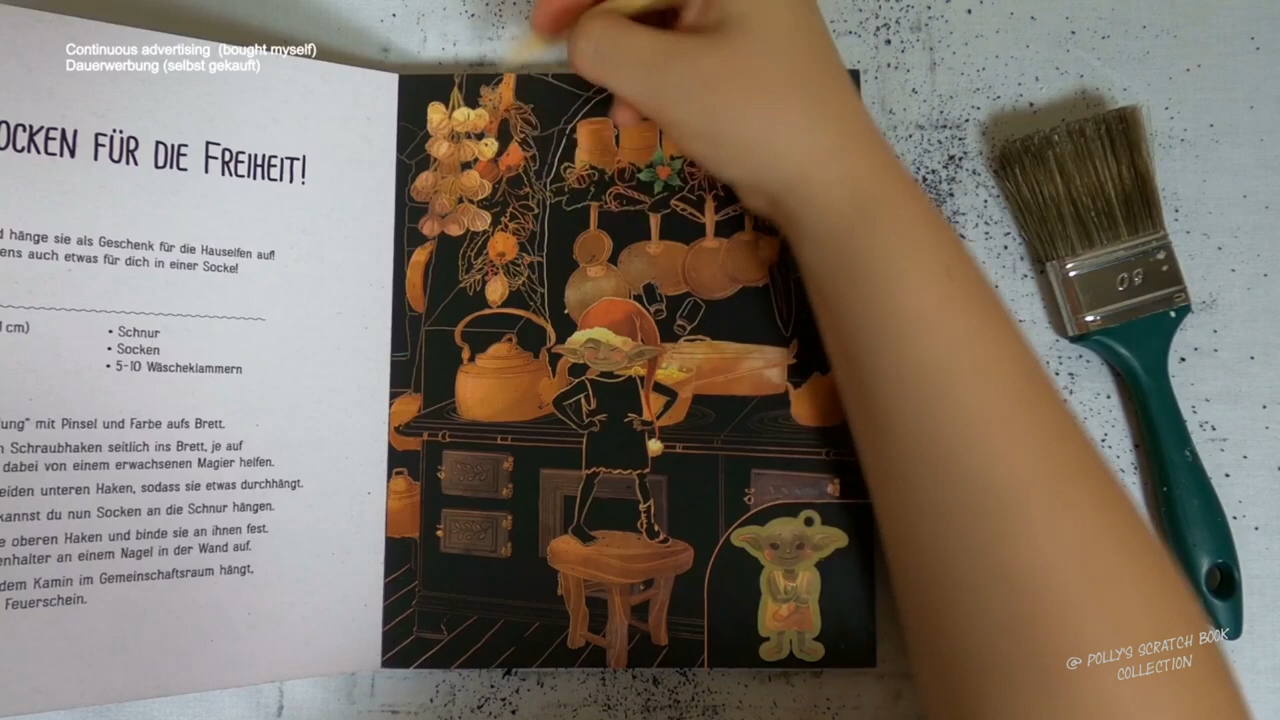 Continuous advertising (bought myself)
Dauerwerbung (selbst gekauft)
OCKEN FÜR DIE FREIHEIT!
hänge sie als Geschenk für die Hauselfen auf!
ens auch etwas für dich in einer Socke!
cm)
• Schnur
• Socken
• 5-10 Wäscheklammern
ung" mit Pinsel und Farbe aufs Brett.
n Schraubhaken seitlich ins Brett, je auf
dabei von einem erwachsenen Magier helfen.
eiden unteren Haken, sodass sie etwas durchhängt.
kannst du nun Socken an die Schnur hängen.
e oberen Haken und binde sie an ihnen fest.
enhalter an einem Nagel in der Wand auf.
dem Kamin im Gemeinschaftsraum hängt,
Feuerschein.
@ POLLY'S SCRATCH BOOK
COLLECTION